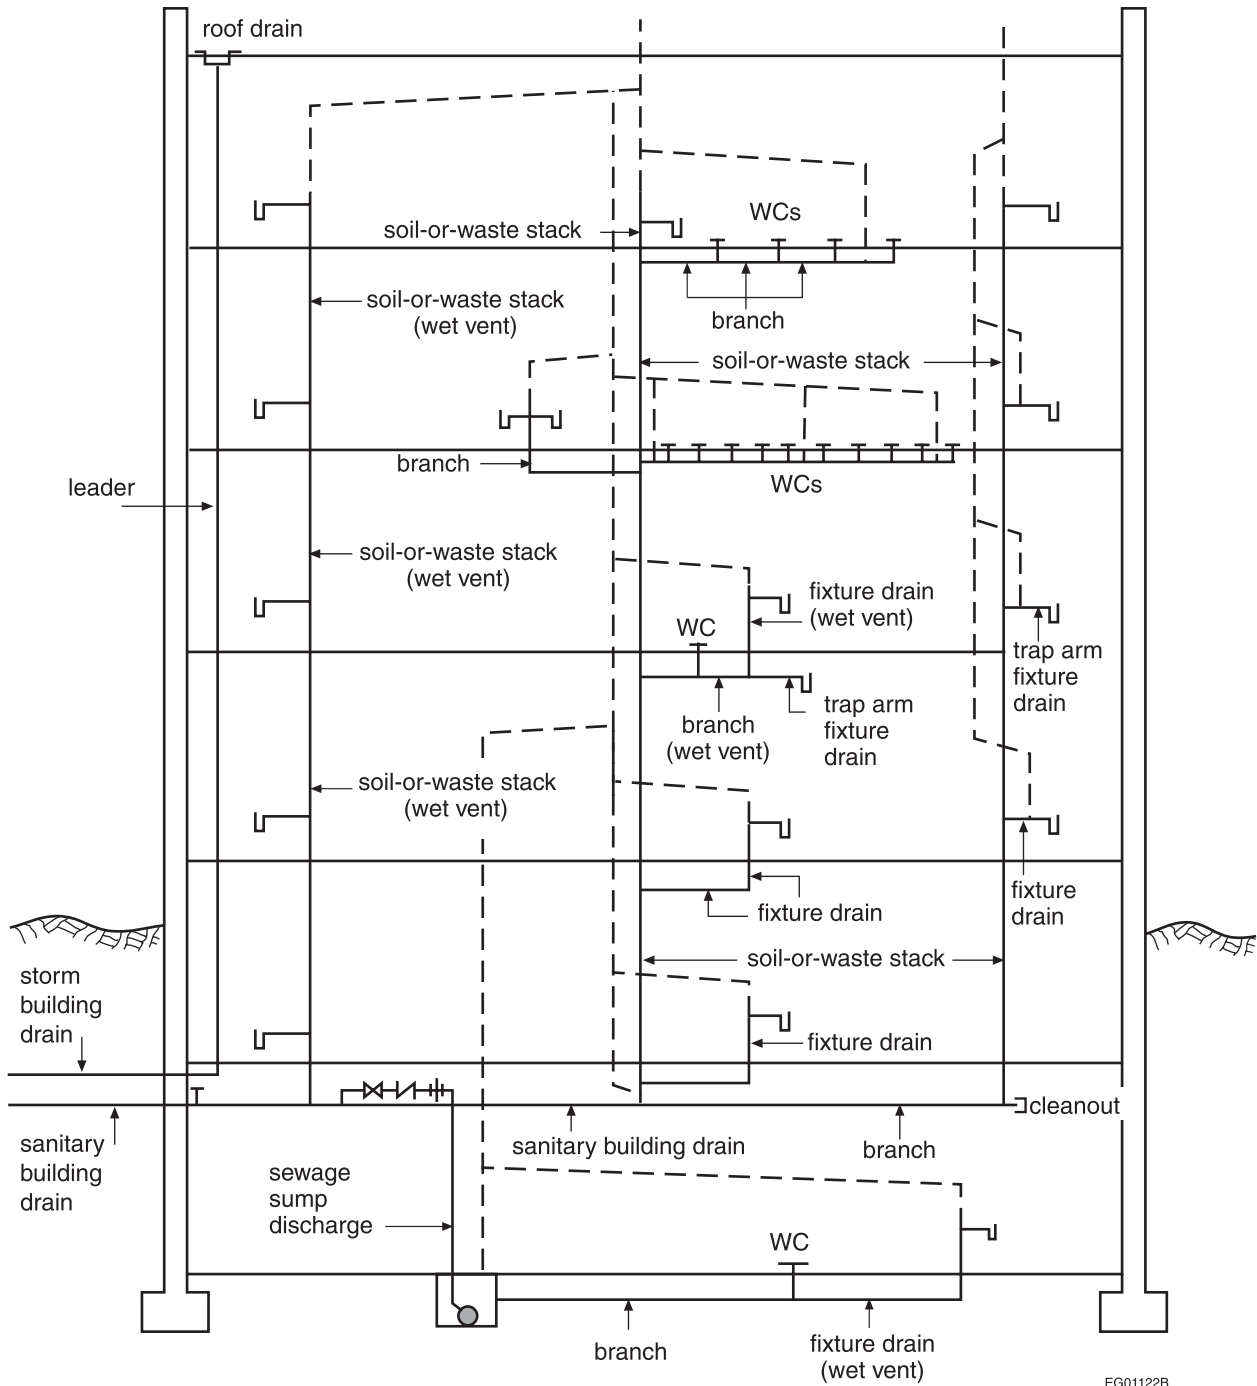 roof drain
WCs
soil-or-waste stack
soil-or-waste stack
(wet vent)
branch
soil-or-waste stack
branch
WCs
leader
soil-or-waste stack
(wet vent)
fixture drain
(wet vent)
WC
trap arm
fixture
drain
trap arm
fixture
drain
branch
(wet vent)
soil-or-waste stack
(wet vent)
fixture
drain
fixture drain
soil-or-waste stack
storm
building
drain
fixture drain
cleanout
sanitary
building
drain
sanitary building drain
branch
sewage
sump
discharge
WC
branch
fixture drain
(wet vent)
EG01122B